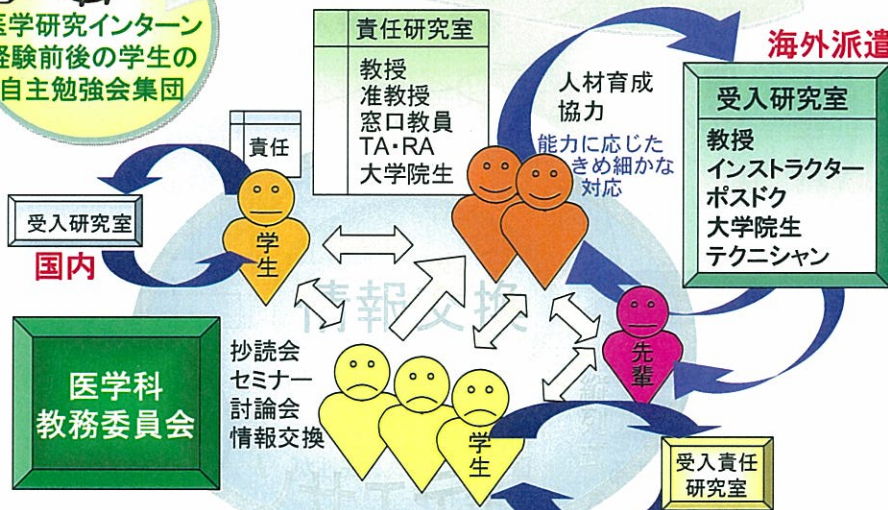 医学研究インターン
経験前後の学生の
自主勉強会集団
責任研究室
教授
准教授
窓口教員
TA・RA
大学院生
人材育成
協力
能力に応じた
きめ細かな
対応
海外派遣
受入研究室
教授
インストラクター
ポスドク
大学院生
テクニシャン
責任
受入研究室
国内
学生
情報交換
先輩
医学科
教務委員会
抄読会
セミナー
討論会
情報交換
学生
受入責任
研究室